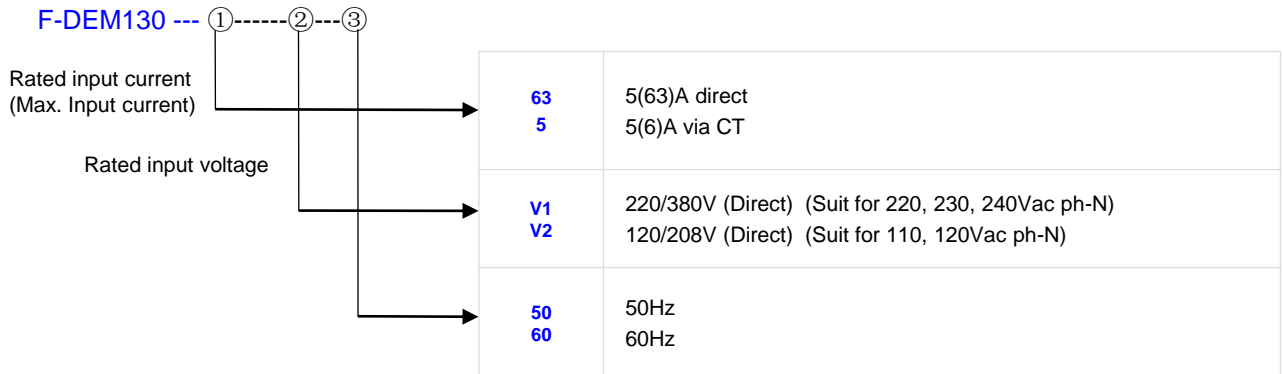 F-DEM130 --- ①------②---③
Rated input current
(Max. Input current)
Rated input voltage
63 5(63)A direct
5 5(6)A via CT
V1 220/380V (Direct) (Suit for 220, 230, 240Vac ph-N)
V2 120/208V (Direct) (Suit for 110, 120Vac ph-N)
50 50Hz
60 60Hz